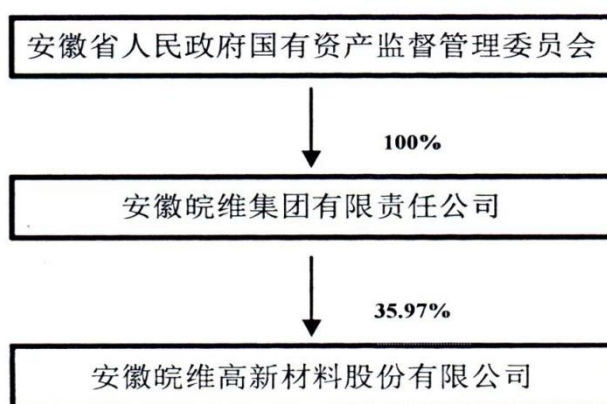 安徽省人民政府国有资产监督管理委员会
100%
安徽皖维集团有限责任公司
35.97%
安徽皖维高新材料股份有限公司